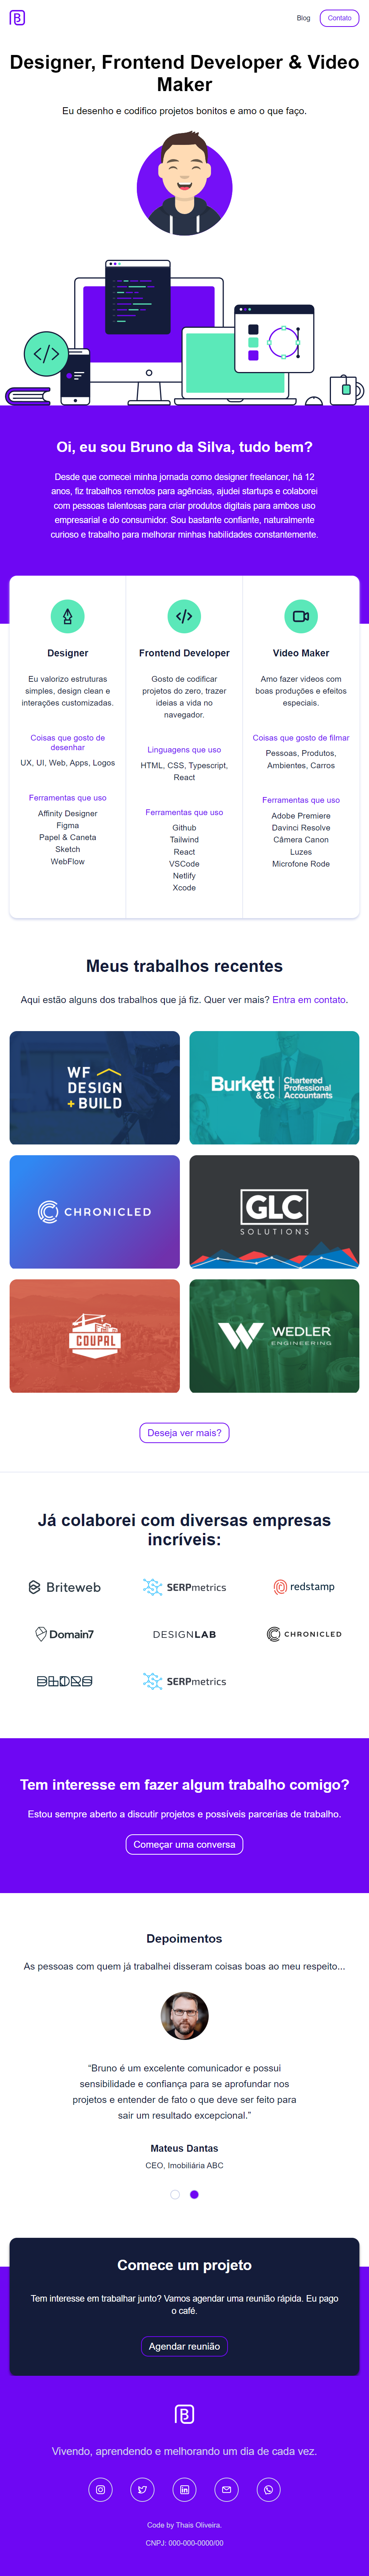 B
Blog
Contato
Designer, Frontend Developer & Video
Maker
Eu desenho e codifico projetos bonitos e amo o que faço.
</>
Oi, eu sou Bruno da Silva, tudo bem?
Desde que comecei minha jornada como designer freelancer, há 12
anos, fiz trabalhos remotos para agências, ajudei startups e colaborei
com pessoas talentosas para criar produtos digitais para ambos uso
empresarial e do consumidor. Sou bastante confiante, naturalmente
curioso e trabalho para melhorar minhas habilidades constantemente.
Designer
Eu valorizo estruturas
simples, design clean e
interações customizadas.
Coisas que gosto de
desenhar
UX, UI, Web, Apps, Logos
Ferramentas que uso
Affinity Designer
Figma
Papel & Caneta
Sketch
WebFlow
</>
Frontend Developer
Gosto de codificar
projetos do zero, trazer
ideias a vida no
navegador.
Linguagens que uso
HTML, CSS, Typescript,
React
Ferramentas que uso
Github
Tailwind
React
VSCode
Netlify
Xcode
Video Maker
Amo fazer videos com
boas produções e efeitos
especiais.
Coisas que gosto de filmar
Pessoas, Produtos,
Ambientes, Carros
Ferramentas que uso
Adobe Premiere
Davinci Resolve
Câmera Canon
Luzes
Microfone Rode
Meus trabalhos recentes
Aqui estão alguns dos trabalhos que já fiz. Quer ver mais? Entra em contato.
WF
DESIGN
+ BUILD
Burkett
& Co
Chartered
Professional
Accountants
CHRONICLED
GLC
SOLUTIONS
COUPAL
WEDLER
ENGINEERING
Deseja ver mais?
Já colaborei com diversas empresas
incríveis:
Briteweb
SERPmetrics
redstamp
Domain7
DESIGNLAB
CHRONICLED
SERPmetrics
Tem interesse em fazer algum trabalho comigo?
Estou sempre aberto a discutir projetos e possíveis parcerias de trabalho.
Começar uma conversa
Depoimentos
As pessoas com quem já trabalhei disseram coisas boas ao meu respeito...
“Bruno é um excelente comunicador e possui
sensibilidade e confiança para se aprofundar nos
projetos e entender de fato o que deve ser feito para
sair um resultado excepcional.”
Mateus Dantas
CEO, Imobiliária ABC
Comece um projeto
Tem interesse em trabalhar junto? Vamos agendar uma reunião rápida. Eu pago
o café.
Agendar reunião
B
Vivendo, aprendendo e melhorando um dia de cada vez.
Code by Thais Oliveira.
CNPJ: 000-000-0000/00